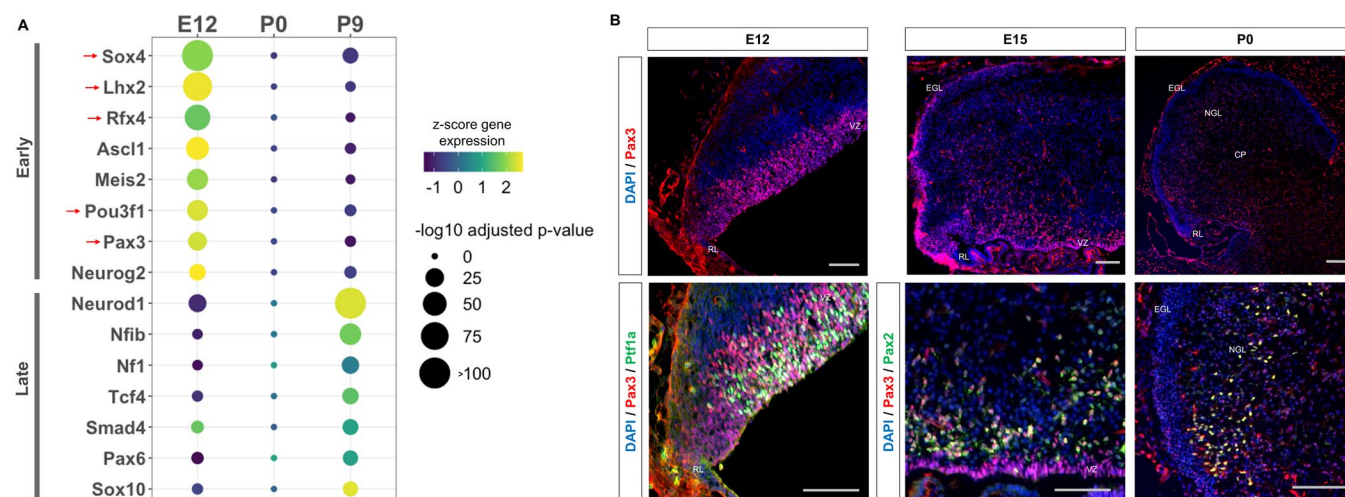 A
E12 P0 P9
Early
Sox4
Lhx2
Rfx4
Ascl1
Meis2
Pou3f1
Pax3
Neurog2
Late
Neurod1
Nfib
Nf1
Tcf4
Smad4
Pax6
Sox10
z-score gene
expression
-1 0 1 2
-log10 adjusted p-value
0
25
50
75
>100
B
E12 E15 P0
DAPI / Pax3
VZ
RL
EGL
VZ
RL
EGL
NGL
CP
RL
DAPI / Pax3 / Ptf1a
VZ
RL
DAPI / Pax3 / Pax2
VZ
EGL
NGL